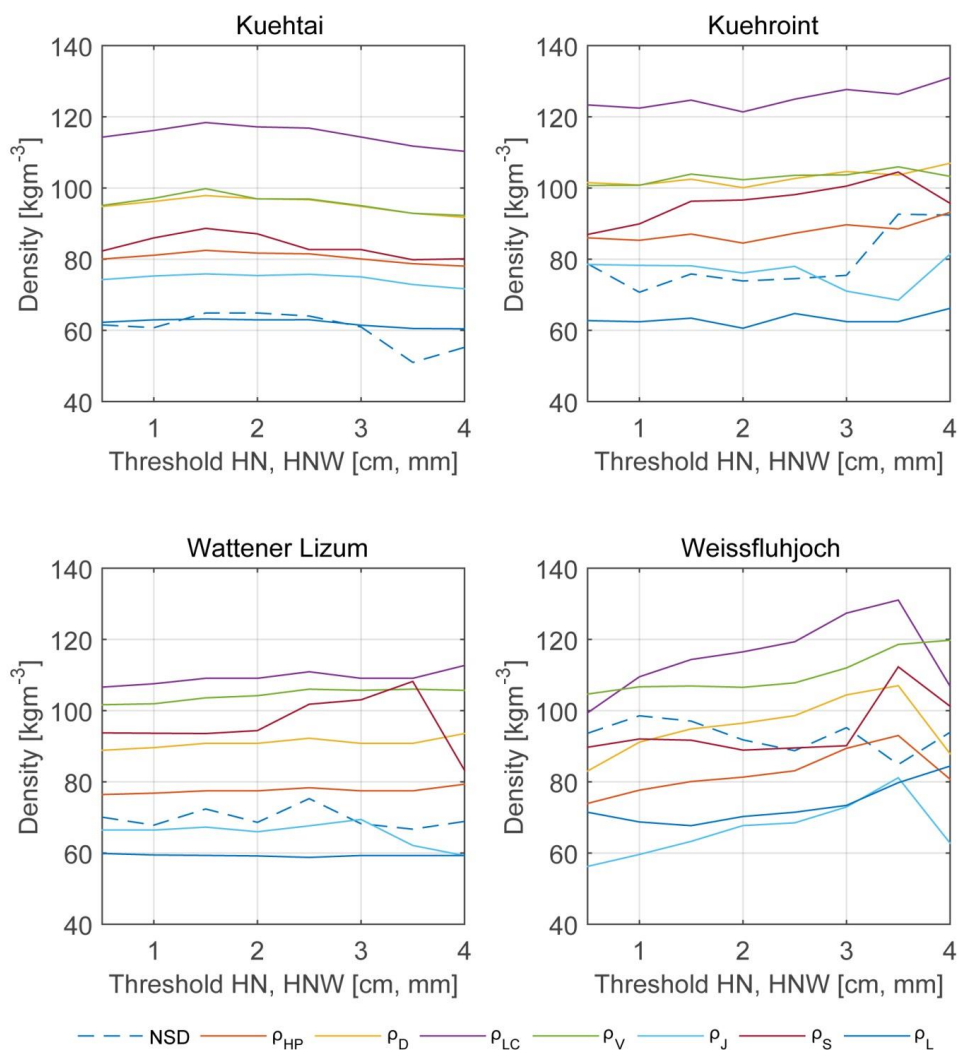 Kuehtai
Kuehroint
140
120
100
80
60
40
Density [kgm⁻³]
1 2 3 4
Threshold HN, HNW [cm, mm]
140
120
100
80
60
40
Density [kgm⁻³]
1 2 3 4
Threshold HN, HNW [cm, mm]
Wattener Lizum
Weissfluhjoch
140
120
100
80
60
40
Density [kgm⁻³]
1 2 3 4
Threshold HN, HNW [cm, mm]
140
120
100
80
60
40
Density [kgm⁻³]
1 2 3 4
Threshold HN, HNW [cm, mm]
NSD ρHP ρD ρLC ρV ρJ ρS ρL